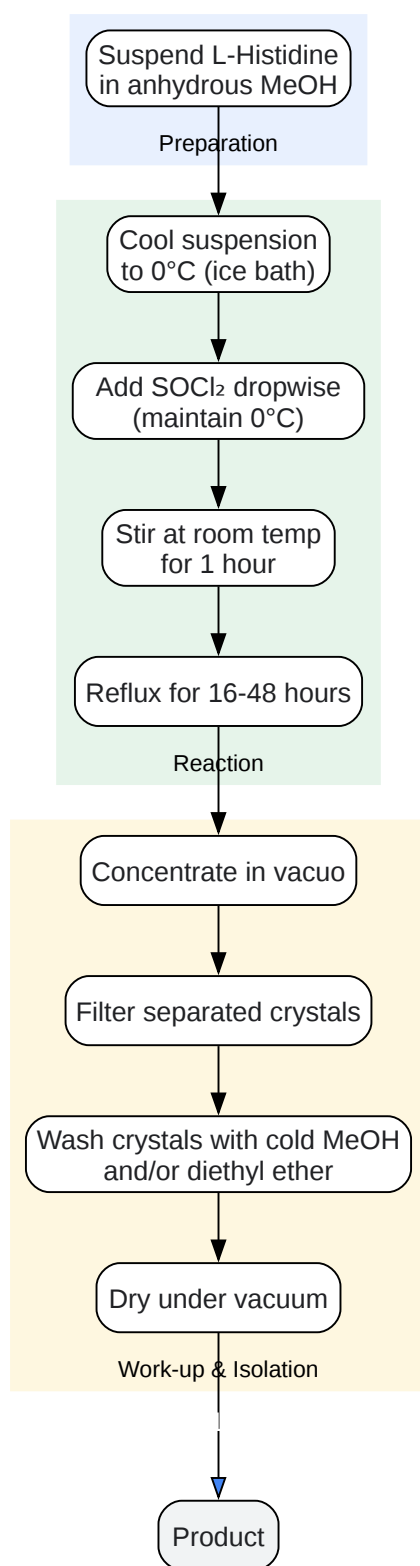 Suspend L-Histidine
in anhydrous MeOH
Preparation
Cool suspension
to 0°C (ice bath)
Add SOCl₂ dropwise
(maintain 0°C)
Stir at room temp
for 1 hour
Reflux for 16-48 hours
Reaction
Concentrate in vacuo
Filter separated crystals
Wash crystals with cold MeOH
and/or diethyl ether
Dry under vacuum
Work-up & Isolation
Product